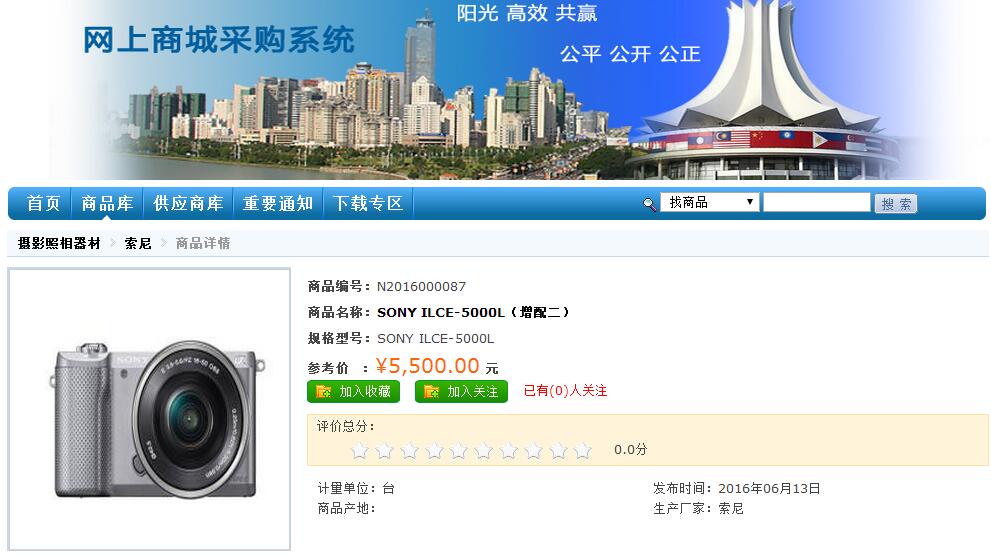 阳光 高效 共赢
网上商城采购系统
公平 公开 公正
首页 商品库 供应商库 重要通知 下载专区 找商品 搜 索
摄影照相器材 索尼 商品详情
商品编号：N2016000087
商品名称：SONY ILCE-5000L（增配二）
规格型号：SONY ILCE-5000L
参考价 ：¥5,500.00 元
加入收藏 加入关注 已有(0)人关注
评价总分：
0.0分
计量单位：台 发布时间：2016年06月13日
商品产地： 生产厂家：索尼
SONY